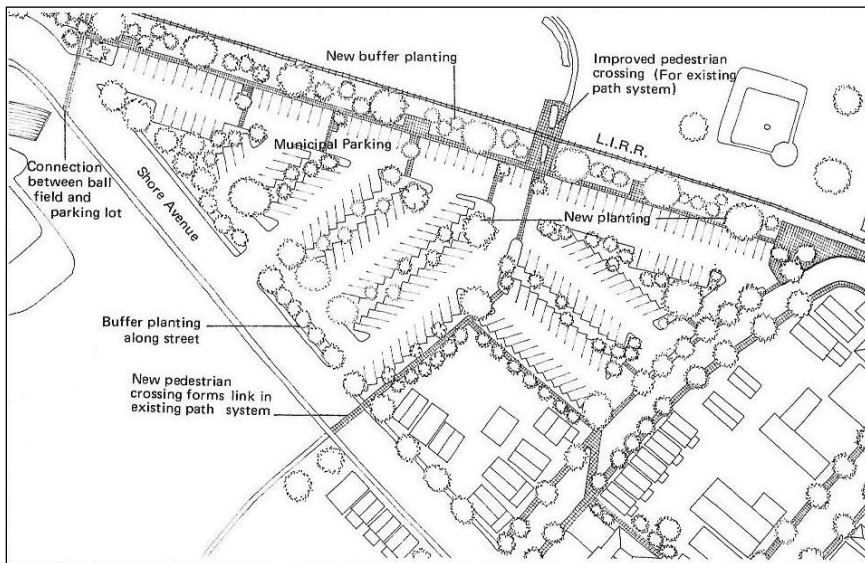 New buffer planting
Improved pedestrian
crossing (For existing
path system)
L.I.R.R.
Municipal Parking
Connection
between ball
field and
parking lot
Shore Avenue
New planting
Buffer planting
along street
New pedestrian
crossing forms link in
existing path system